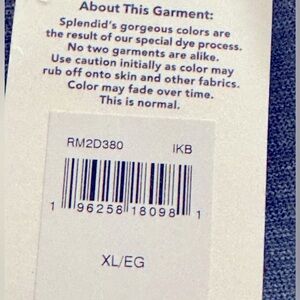 About This Garment:
Splendid's gorgeous colors are
the result of our special dye process.
No two garments are alike.
Use caution initially as color may
rub off onto skin and other fabrics.
Color may fade over time.
This is normal.
RM2D380 IKB
1 96258 18098 1
XL/EG